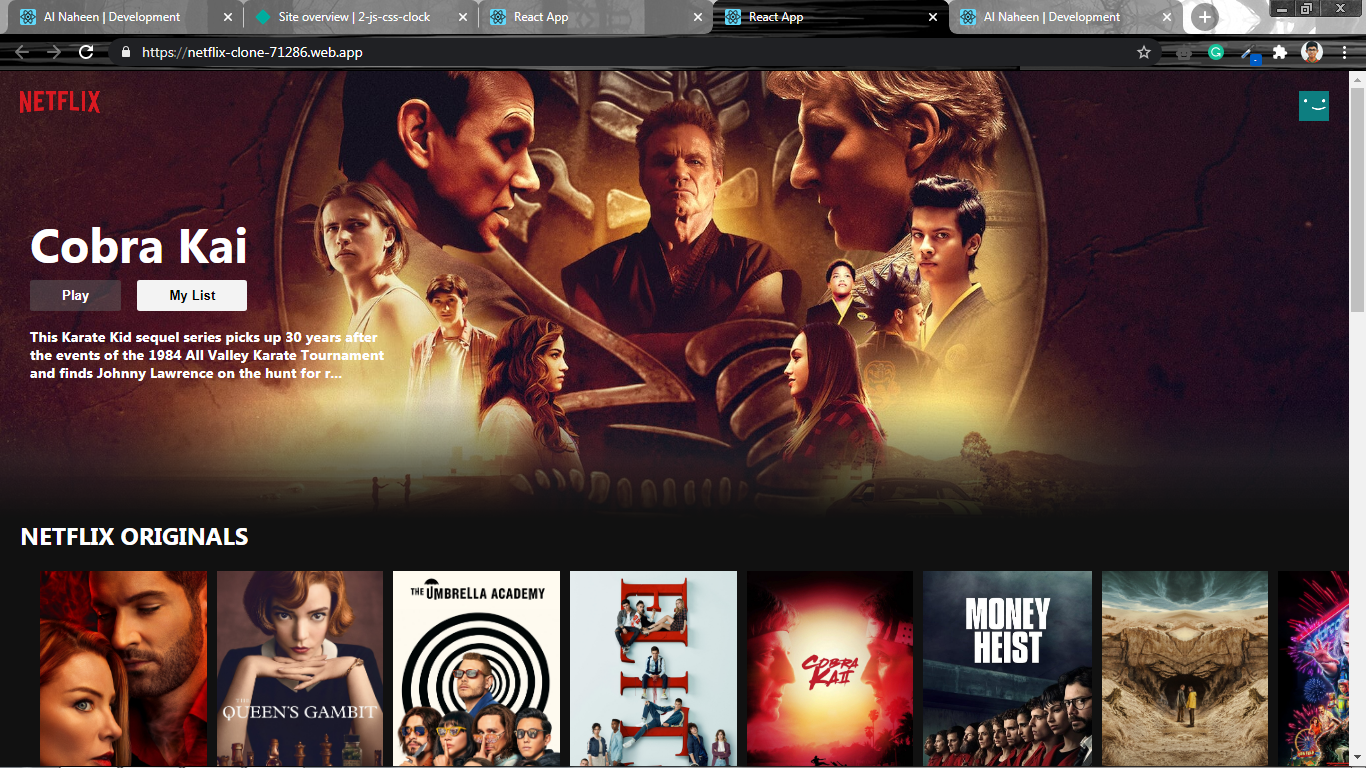 Al Naheen | Development
Site overview | 2-js-css-clock
React App
React App
Al Naheen | Development
https://netflix-clone-71286.web.app
NETFLIX
Cobra Kai
Play
My List
This Karate Kid sequel series picks up 30 years after
the events of the 1984 All Valley Karate Tournament
and finds Johnny Lawrence on the hunt for r...
NETFLIX ORIGINALS
THE
QUEEN'S GAMBIT
THE UMBRELLA ACADEMY
COBRA
KAI
MONEY
HEIST